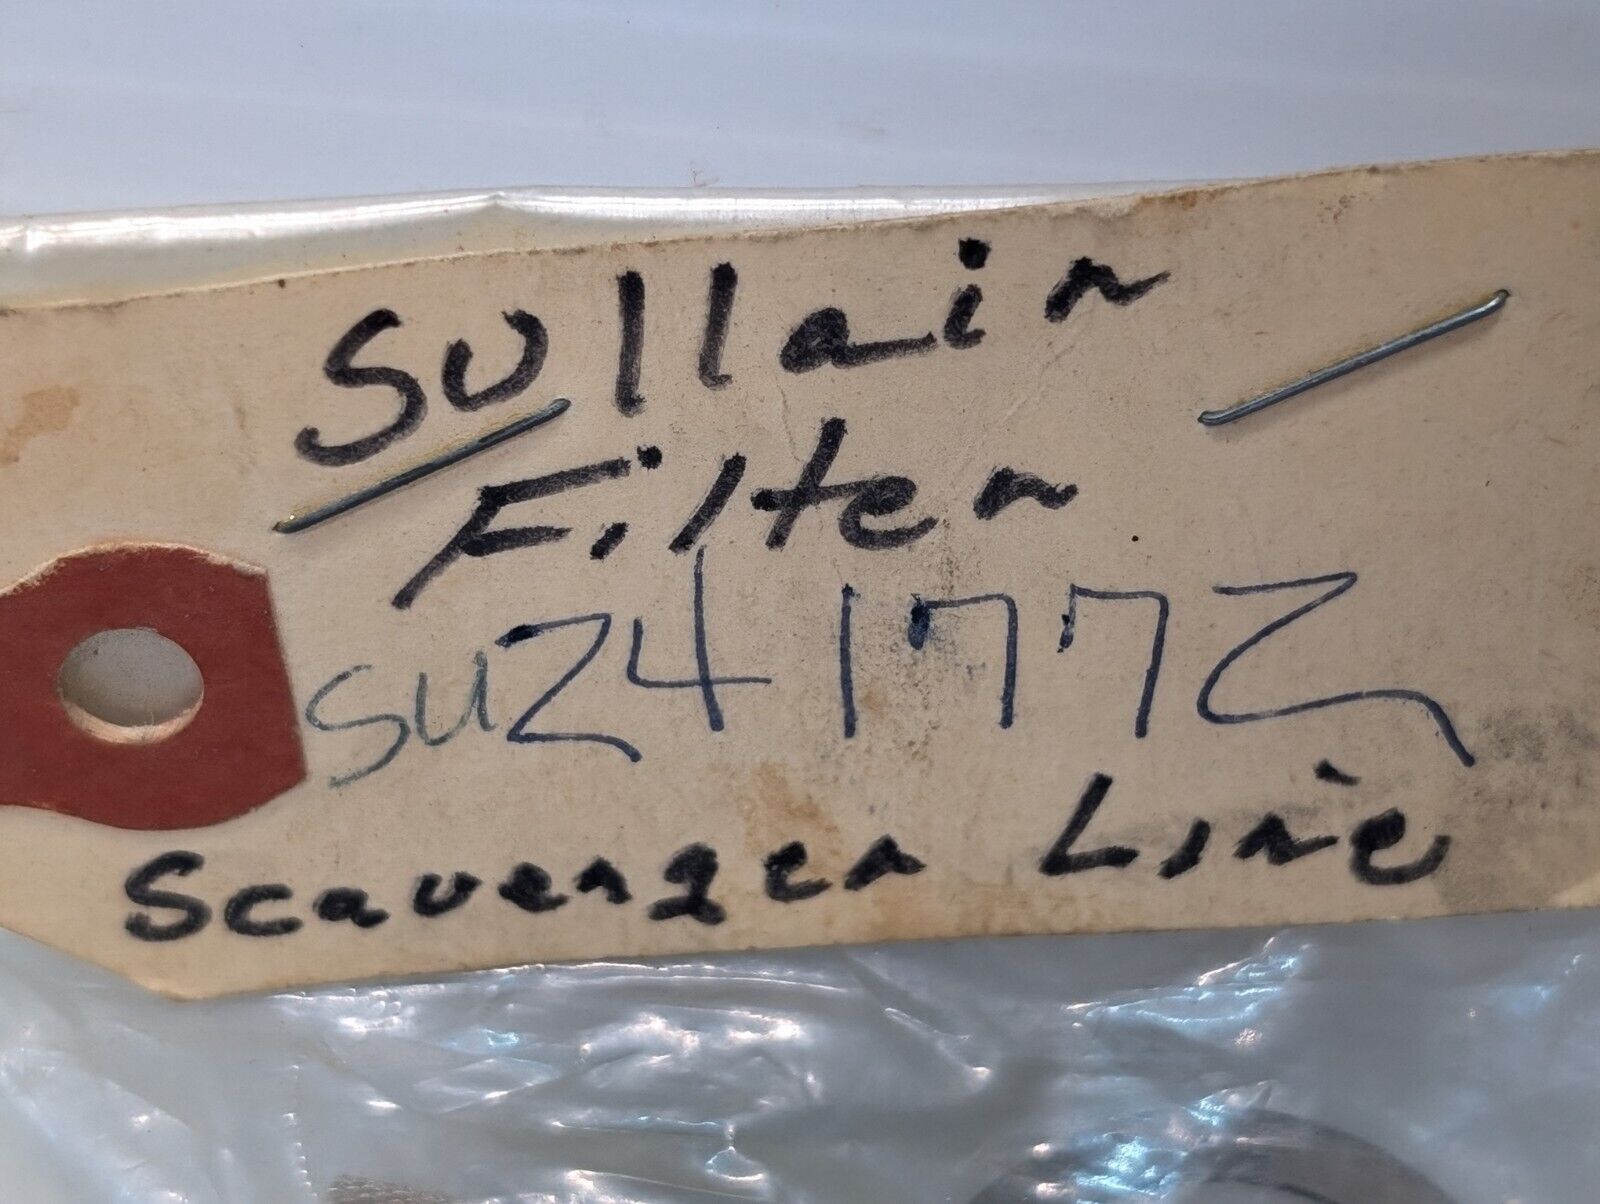 Sullair
Filter
SU241772
Scavenger Line